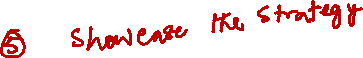 ⑤ Showcase the strategy